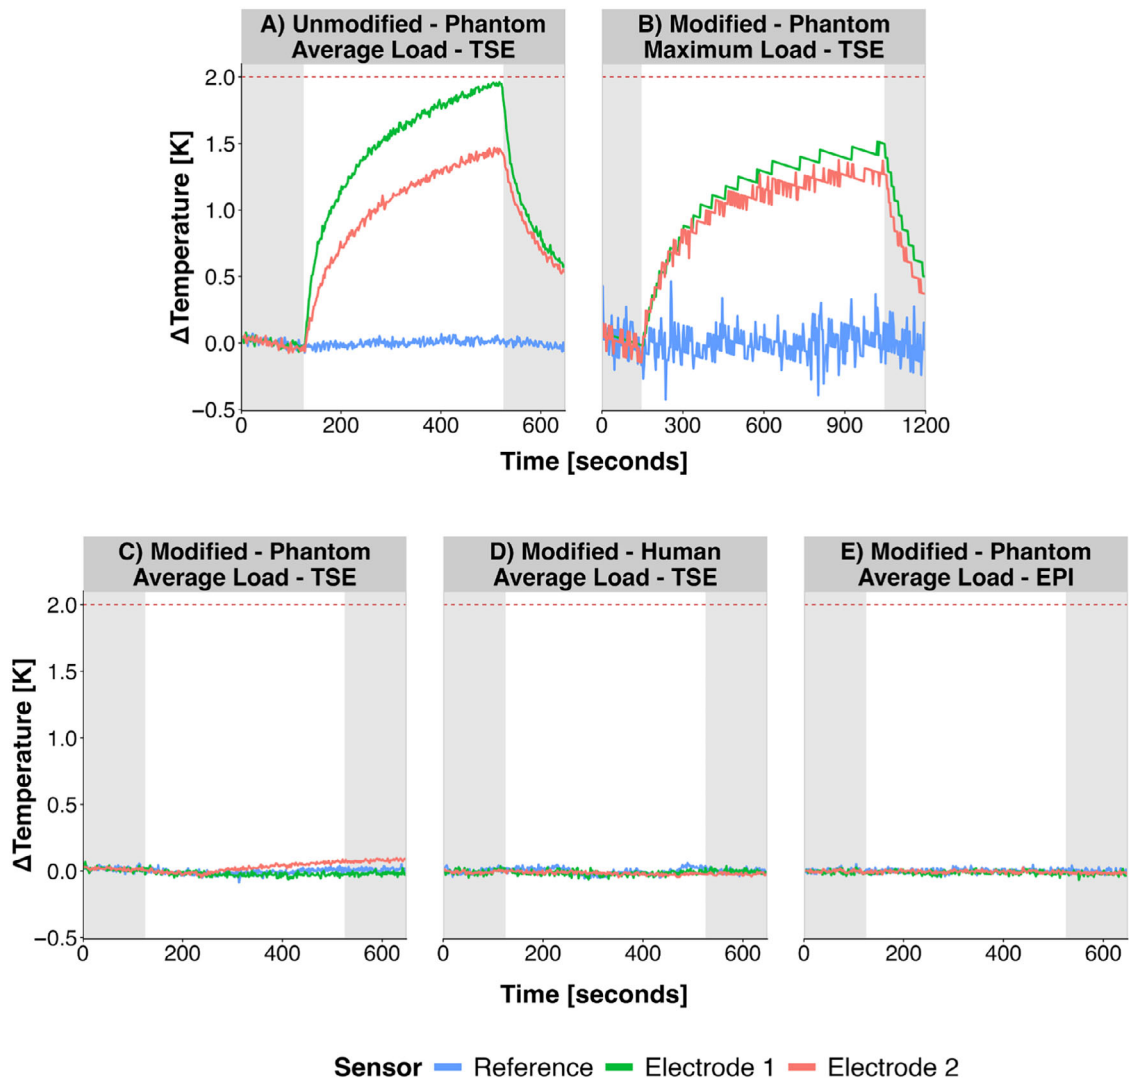 A) Unmodified - Phantom
Average Load - TSE
B) Modified - Phantom
Maximum Load - TSE
ΔTemperature [K]
2.0
1.5
1.0
0.5
0.0
−0.5
0 200 400 600
0 300 600 900 1200
Time [seconds]
C) Modified - Phantom
Average Load - TSE
D) Modified - Human
Average Load - TSE
E) Modified - Phantom
Average Load - EPI
ΔTemperature [K]
2.0
1.5
1.0
0.5
0.0
−0.5
0 200 400 600
0 200 400 600
0 200 400 600
Time [seconds]
Sensor Reference Electrode 1 Electrode 2